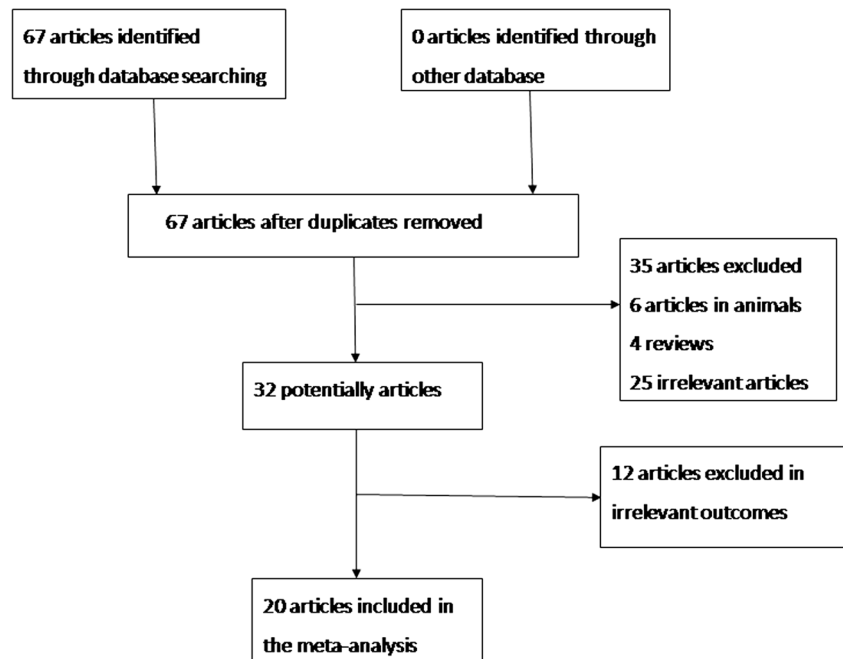 67 articles identified
through database searching
0 articles identified through
other database
67 articles after duplicates removed
35 articles excluded
6 articles in animals
4 reviews
25 irrelevant articles
32 potentially articles
12 articles excluded in
irrelevant outcomes
20 articles included in
the meta-analysis